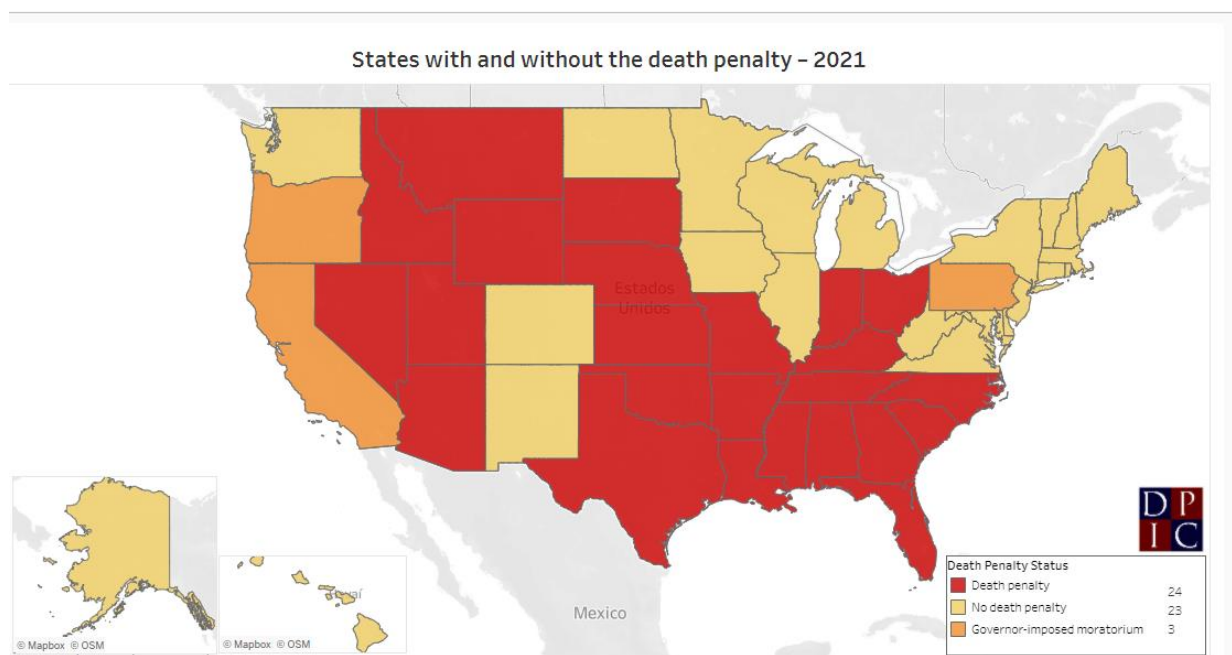 States with and without the death penalty – 2021
Estados
Unidos
México
© Mapbox © OSM
© Mapbox © OSM
D P
I C
Death Penalty Status
Death penalty 24
No death penalty 23
Governor-imposed moratorium 3